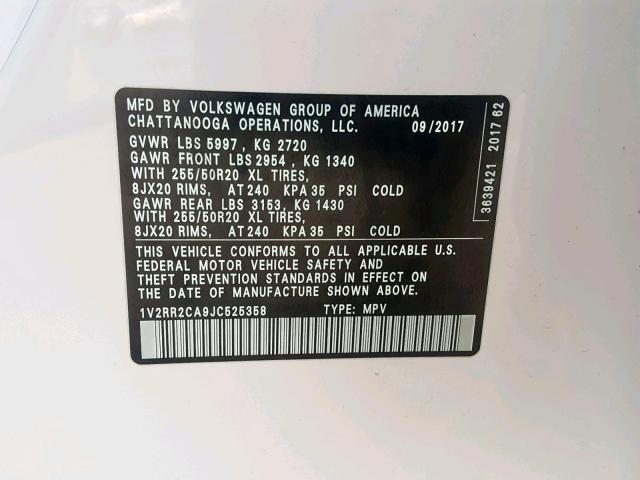 MFD BY VOLKSWAGEN GROUP OF AMERICA
CHATTANOOGA OPERATIONS, LLC. 09/2017
GVWR LBS 5997, KG 2720
GAWR FRONT LBS 2954, KG 1340
WITH 255/50R20 XL TIRES,
8JX20 RIMS, AT 240 KPA 35 PSI COLD
GAWR REAR LBS 3153, KG 1430
WITH 255/50R20 XL TIRES,
8JX20 RIMS, AT 240 KPA 35 PSI COLD
THIS VEHICLE CONFORMS TO ALL APPLICABLE U.S.
FEDERAL MOTOR VEHICLE SAFETY AND
THEFT PREVENTION STANDARDS IN EFFECT ON
THE DATE OF MANUFACTURE SHOWN ABOVE.
1V2RR2CA9JC525358 TYPE: MPV
3639421 2017 62